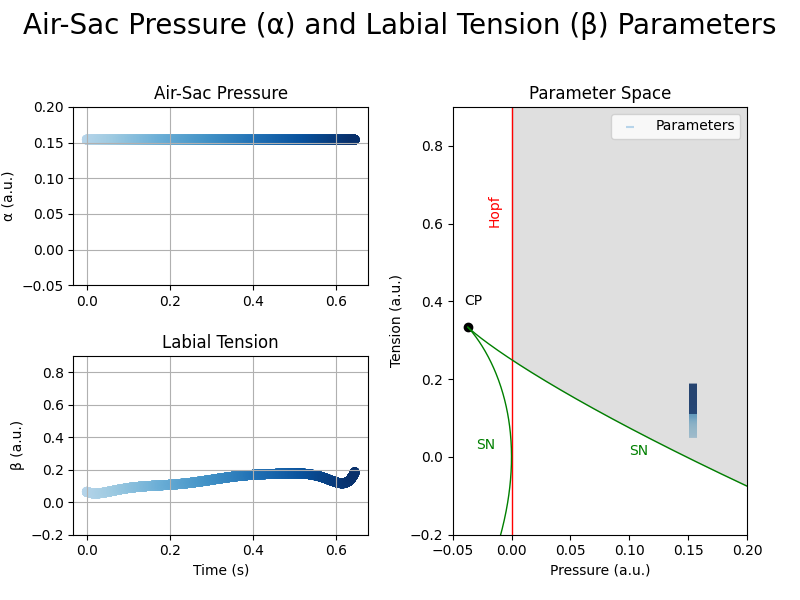 Air-Sac Pressure (α) and Labial Tension (β) Parameters
Air-Sac Pressure
α (a.u.)
0.20
0.15
0.10
0.05
0.00
−0.05
0.0 0.2 0.4 0.6
Labial Tension
β (a.u.)
0.8
0.6
0.4
0.2
0.0
−0.2
0.0 0.2 0.4 0.6
Time (s)
Parameter Space
Parameters
Tension (a.u.)
0.8
0.6
0.4
0.2
0.0
−0.2
Hopf
CP
SN
SN
−0.05 0.00 0.05 0.10 0.15 0.20
Pressure (a.u.)